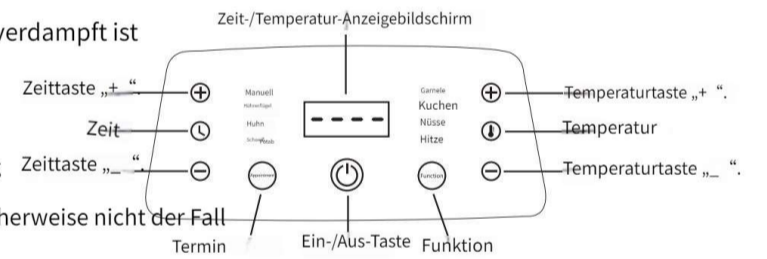 Zeit-/Temperatur-Anzeigebildschirm
verdampft ist
Zeittaste „+ “.
Manuell
Garnele
Temperaturtaste „+ “.
Kuchen
Zeit
Huhn
- - - -
Nüsse
Temperatur
Hitze
Zeittaste „_ “.
Function
Temperaturtaste „_ “.
herweise nicht der Fall
Termin
Ein-/Aus-Taste
Funktion